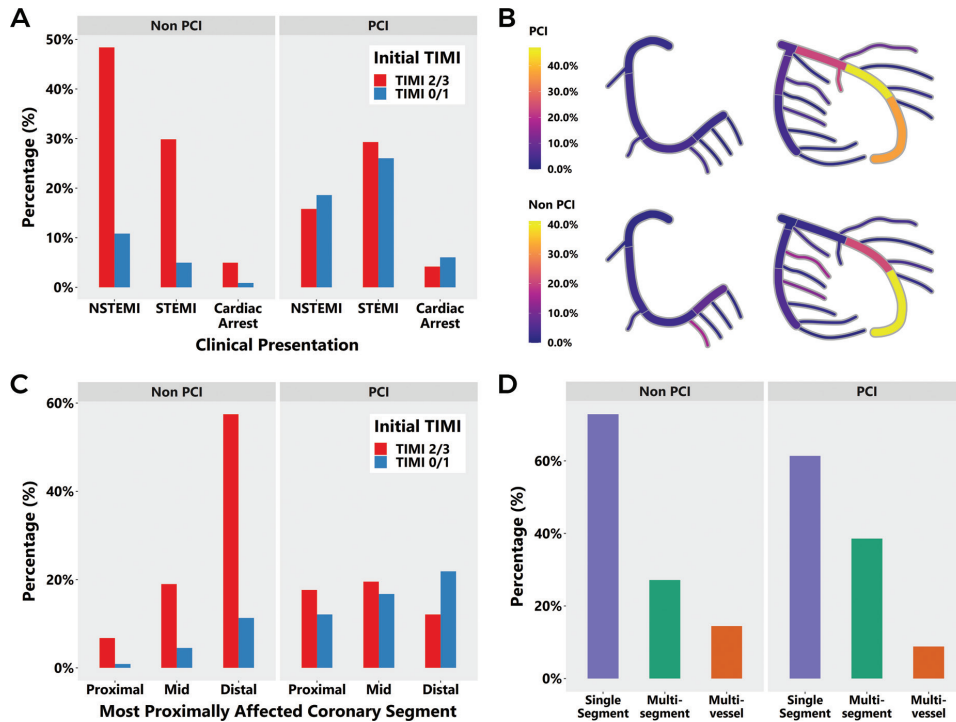 A
Non PCI
PCI
50%
40%
30%
20%
10%
0%
Percentage (%)
Initial TIMI
TIMI 2/3
TIMI 0/1
NSTEMI
STEMI
Cardiac
Arrest
NSTEMI
STEMI
Cardiac
Arrest
Clinical Presentation
B
PCI
40.0%
30.0%
20.0%
10.0%
0.0%
Non PCI
40.0%
30.0%
20.0%
10.0%
0.0%
C
Non PCI
PCI
60%
40%
20%
0%
Percentage (%)
Initial TIMI
TIMI 2/3
TIMI 0/1
Proximal
Mid
Distal
Proximal
Mid
Distal
Most Proximally Affected Coronary Segment
D
Non PCI
PCI
60%
40%
20%
0%
Percentage (%)
Single
Segment
Multi-
segment
Multi-
vessel
Single
Segment
Multi-
segment
Multi-
vessel